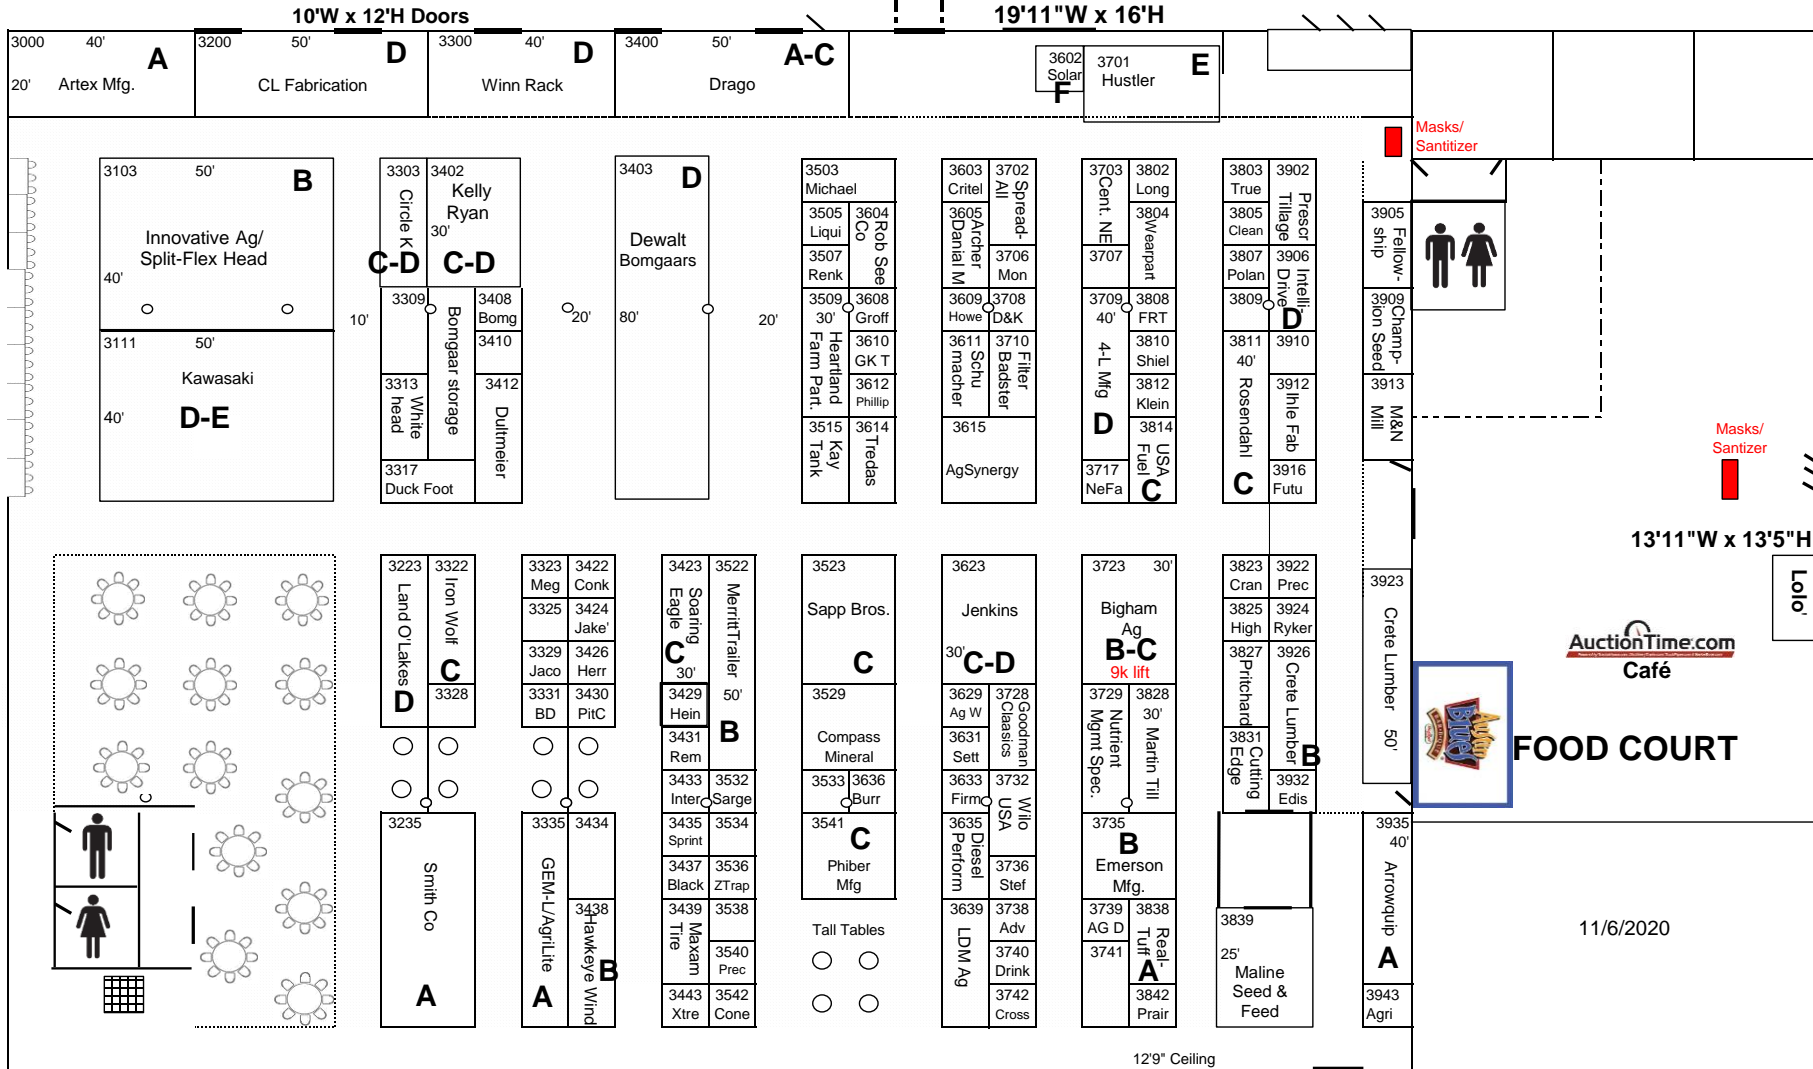 10'W x 12'H Doors
19'11"W x 16'H
3000 40' A
20' Artex Mfg.
3200 50' D
CL Fabrication
3300 40' D
Winn Rack
3400 50' A-C
Drago
3602
Solar
F
3701 E
Hustler
Masks/
Santitizer
3103 50' B
Innovative Ag/
Split-Flex Head
40'
3111 50'
Kawasaki
40' D-E
3303
Circle K
C-D
3402
Kelly
Ryan
30'
C-D
3309
Bomgaar storage
3408
Bomg
3410
3313
White
head
3412
Dultmeier
3317
Duck Foot
10'
20'
3403 D
Dewalt
Bomgaars
80'
20'
3503
Michael
3505
Liqui
3604
Rob See
Co
3507
Renk
3509
30'
Heartland
Farm Part.
3608
Groff
3610
GK T
3612
Phillip
3515
Kay
Tank
3614
Tredas
3603
Critel
3702
Spread-
All
3605
Archer
Danial M
3706
Mon
3609
Howe
3708
D&K
3611
Schu
macher
3710
Filter
Badster
3615
AgSynergy
3703
Cent. NE
3802
Long
3804
Wearpart
3707
3709
40'
4-L Mfg
D
3808
FRT
3810
Shiel
3812
Klein
3814
USA
Fuel
C
3717
NeFa
3803
True
3902
Prescr
Tillage
3805
Clean
3807
Polan
3906
Intelli-
Drive
D
3809
3811
40'
Rosendahl
C
3910
3912
Ihle Fab
3916
Futu
3905
Fellow-
ship
3909
Champ-
ion Seed
3913
M&N
Mill
Masks/
Santizer
13'11"W x 13'5"H
Lolo'
3223
Land O'Lakes
D
3322
Iron Wolf
C
3328
3323
Meg
3422
Conk
3325
3424
Jake'
3329
Jaco
3426
Herr
3331
BD
3430
PitC
3423
Soaring
Eagle
C
30'
3522
MerrittTrailer
50'
B
3429
Hein
3431
Rem
3433
Inter
3532
Sarge
3435
Sprint
3534
3437
Black
3536
ZTrap
3439
Maxam
Tire
3538
3540
Prec
3443
Xtre
3542
Cone
3523
Sapp Bros.
C
3529
Compass
Mineral
3533
3636
Burr
3541
C
Phiber
Mfg
Tall Tables
3623
Jenkins
30' C-D
3629
Ag W
3728
Goodman
Claasics
3631
Sett
3633
Firm
3732
Wilo
USA
3635
Diesel
Perform
3736
Stef
3639
LDM Ag
3738
Adv
3740
Drink
3742
Cross
3723 30'
Bigham
Ag
B-C
9k lift
3729
Nutrient
Mgmt Spec.
3828
30'
Martin Till
3735
B
Emerson
Mfg.
3739
AG D
3838
Real-
Tuff
A
3741
3842
Prair
3823
Cran
3922
Prec
3825
High
3924
Ryker
3827
Pritchard
3926
Crete Lumber
B
3831
Cutting
Edge
3932
Edis
3839
25'
Maline
Seed &
Feed
3923
Crete Lumber
50'
3935
40'
Arrowquip
A
3943
Agri
3235
Smith Co
A
3335
GEM-L/AgriLite
A
3434
3438
Hawkeye Wind
B
C
AuctionTime.com
Café
FOOD COURT
11/6/2020
12'9" Ceiling